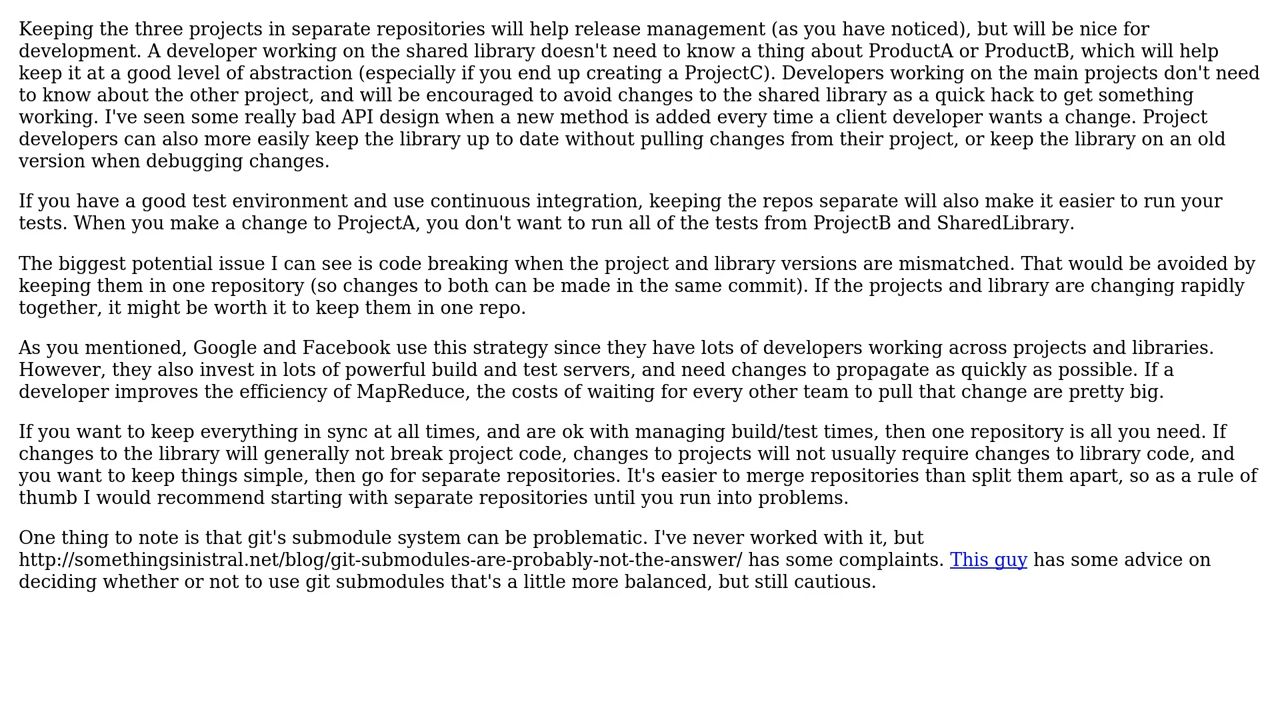 Keeping the three projects in separate repositories will help release management (as you have noticed), but will be nice for
development. A developer working on the shared library doesn't need to know a thing about ProductA or ProductB, which will help
keep it at a good level of abstraction (especially if you end up creating a ProjectC). Developers working on the main projects don't need
to know about the other project, and will be encouraged to avoid changes to the shared library as a quick hack to get something
working. I've seen some really bad API design when a new method is added every time a client developer wants a change. Project
developers can also more easily keep the library up to date without pulling changes from their project, or keep the library on an old
version when debugging changes.
If you have a good test environment and use continuous integration, keeping the repos separate will also make it easier to run your
tests. When you make a change to ProjectA, you don't want to run all of the tests from ProjectB and SharedLibrary.
The biggest potential issue I can see is code breaking when the project and library versions are mismatched. That would be avoided by
keeping them in one repository (so changes to both can be made in the same commit). If the projects and library are changing rapidly
together, it might be worth it to keep them in one repo.
As you mentioned, Google and Facebook use this strategy since they have lots of developers working across projects and libraries.
However, they also invest in lots of powerful build and test servers, and need changes to propagate as quickly as possible. If a
developer improves the efficiency of MapReduce, the costs of waiting for every other team to pull that change are pretty big.
If you want to keep everything in sync at all times, and are ok with managing build/test times, then one repository is all you need. If
changes to the library will generally not break project code, changes to projects will not usually require changes to library code, and
you want to keep things simple, then go for separate repositories. It's easier to merge repositories than split them apart, so as a rule of
thumb I would recommend starting with separate repositories until you run into problems.
One thing to note is that git's submodule system can be problematic. I've never worked with it, but
http://somethingsinistral.net/blog/git-submodules-are-probably-not-the-answer/ has some complaints. This guy has some advice on
deciding whether or not to use git submodules that's a little more balanced, but still cautious.